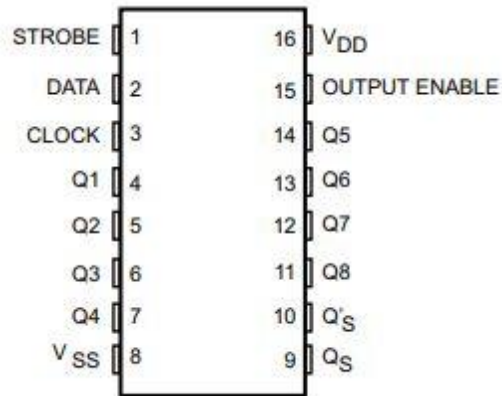 STROBE 1 16 VDD
DATA 2 15 OUTPUT ENABLE
CLOCK 3 14 Q5
Q1 4 13 Q6
Q2 5 12 Q7
Q3 6 11 Q8
Q4 7 10 Q'S
VSS 8 9 QS